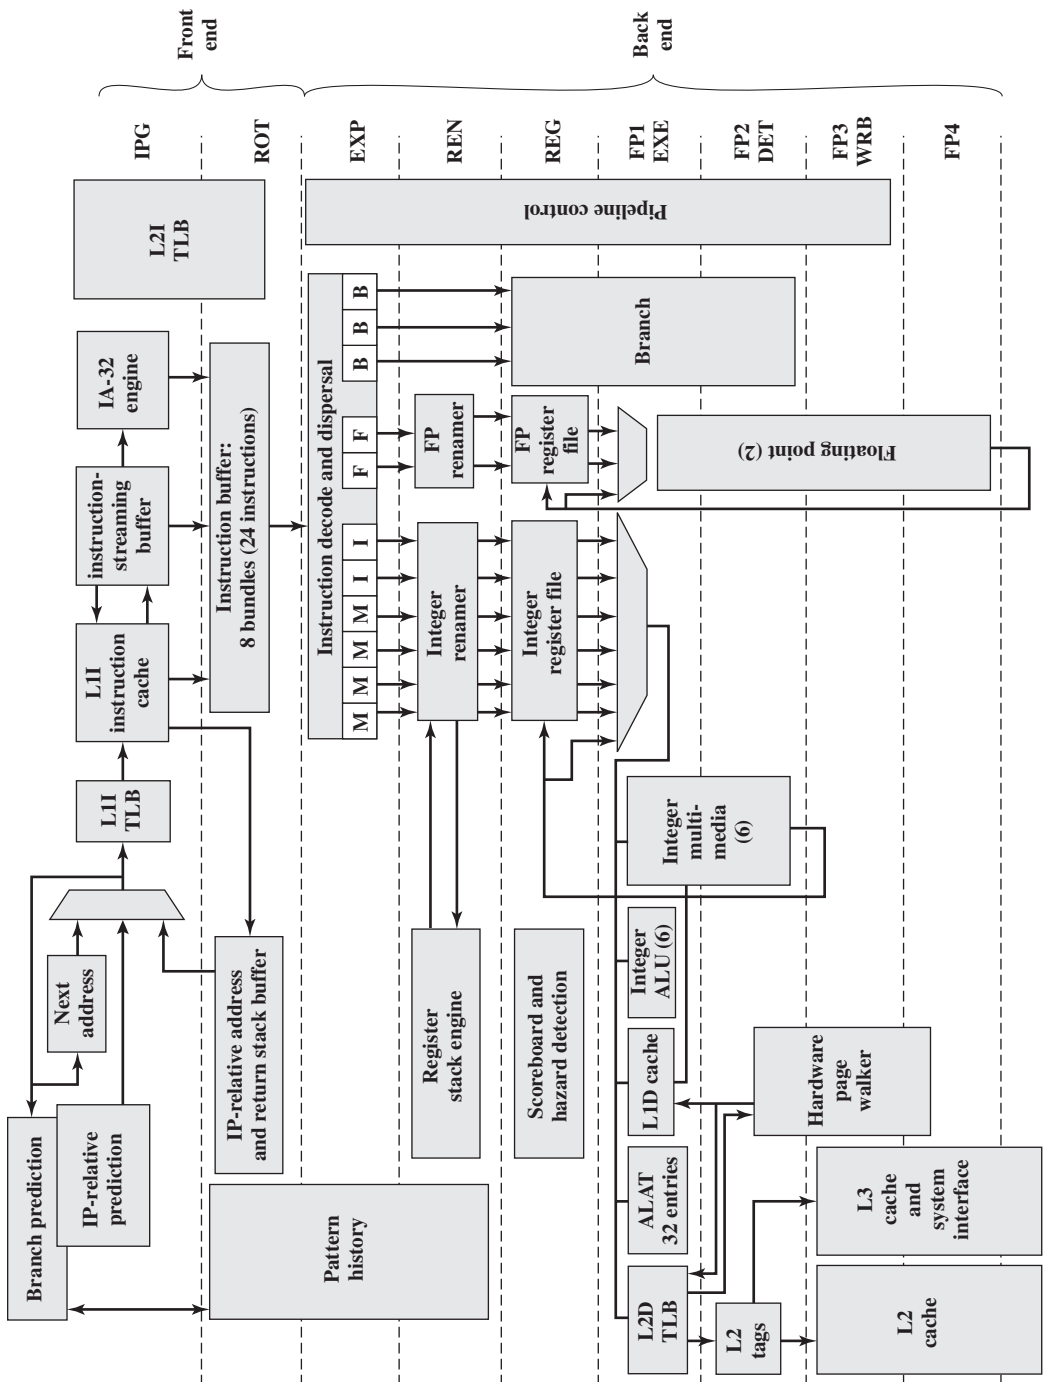 Branch prediction
IP-relative
prediction
Next
address
L1I
TLB
L1I
instruction
cache
instruction-
streaming
buffer
IA-32
engine
L2I
TLB
IPG
Front
end
Pattern
history
IP-relative address
and return stack buffer
Instruction buffer:
8 bundles (24 instructions)
ROT
Instruction decode and dispersal
M
M
M
M
I
I
F
F
B
B
B
EXP
Register
stack engine
Integer
renamer
FP
renamer
REN
Scoreboard and
hazard detection
Integer
register file
FP
register
file
Branch
Pipeline control
REG
L2D
TLB
ALAT
32 entries
L1D cache
Integer
ALU (6)
Integer
multi-
media
(6)
Floating point (2)
FP1
EXE
Back
end
L2
tags
Hardware
page
walker
FP2
DET
L2
cache
L3
cache
and
system
interface
FP3
WRB
FP4